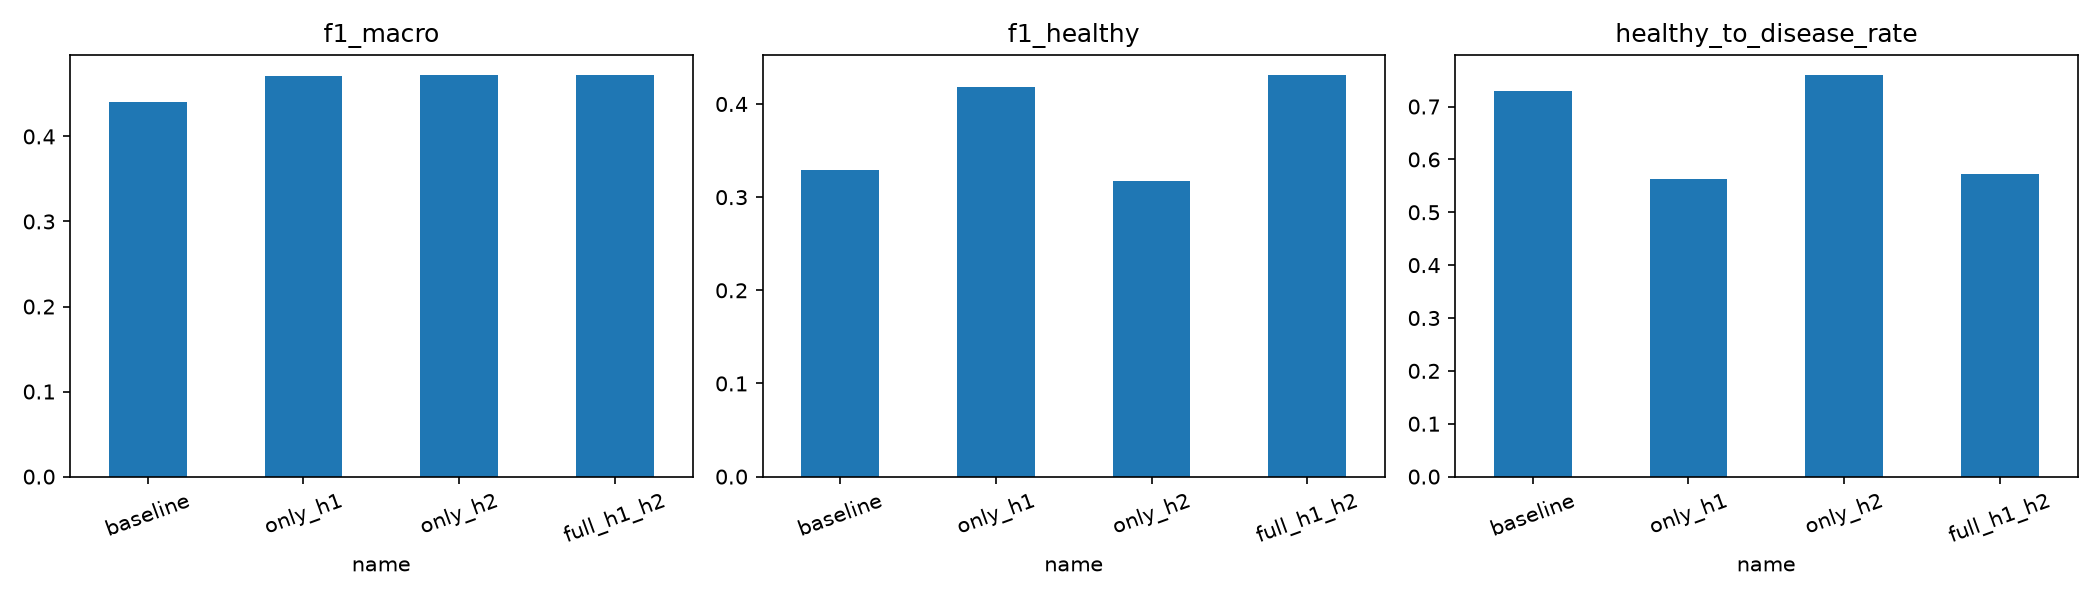 f1_macro
0.4
0.3
0.2
0.1
0.0
baseline
only_h1
only_h2
full_h1_h2
name
f1_healthy
0.4
0.3
0.2
0.1
0.0
baseline
only_h1
only_h2
full_h1_h2
name
healthy_to_disease_rate
0.7
0.6
0.5
0.4
0.3
0.2
0.1
0.0
baseline
only_h1
only_h2
full_h1_h2
name